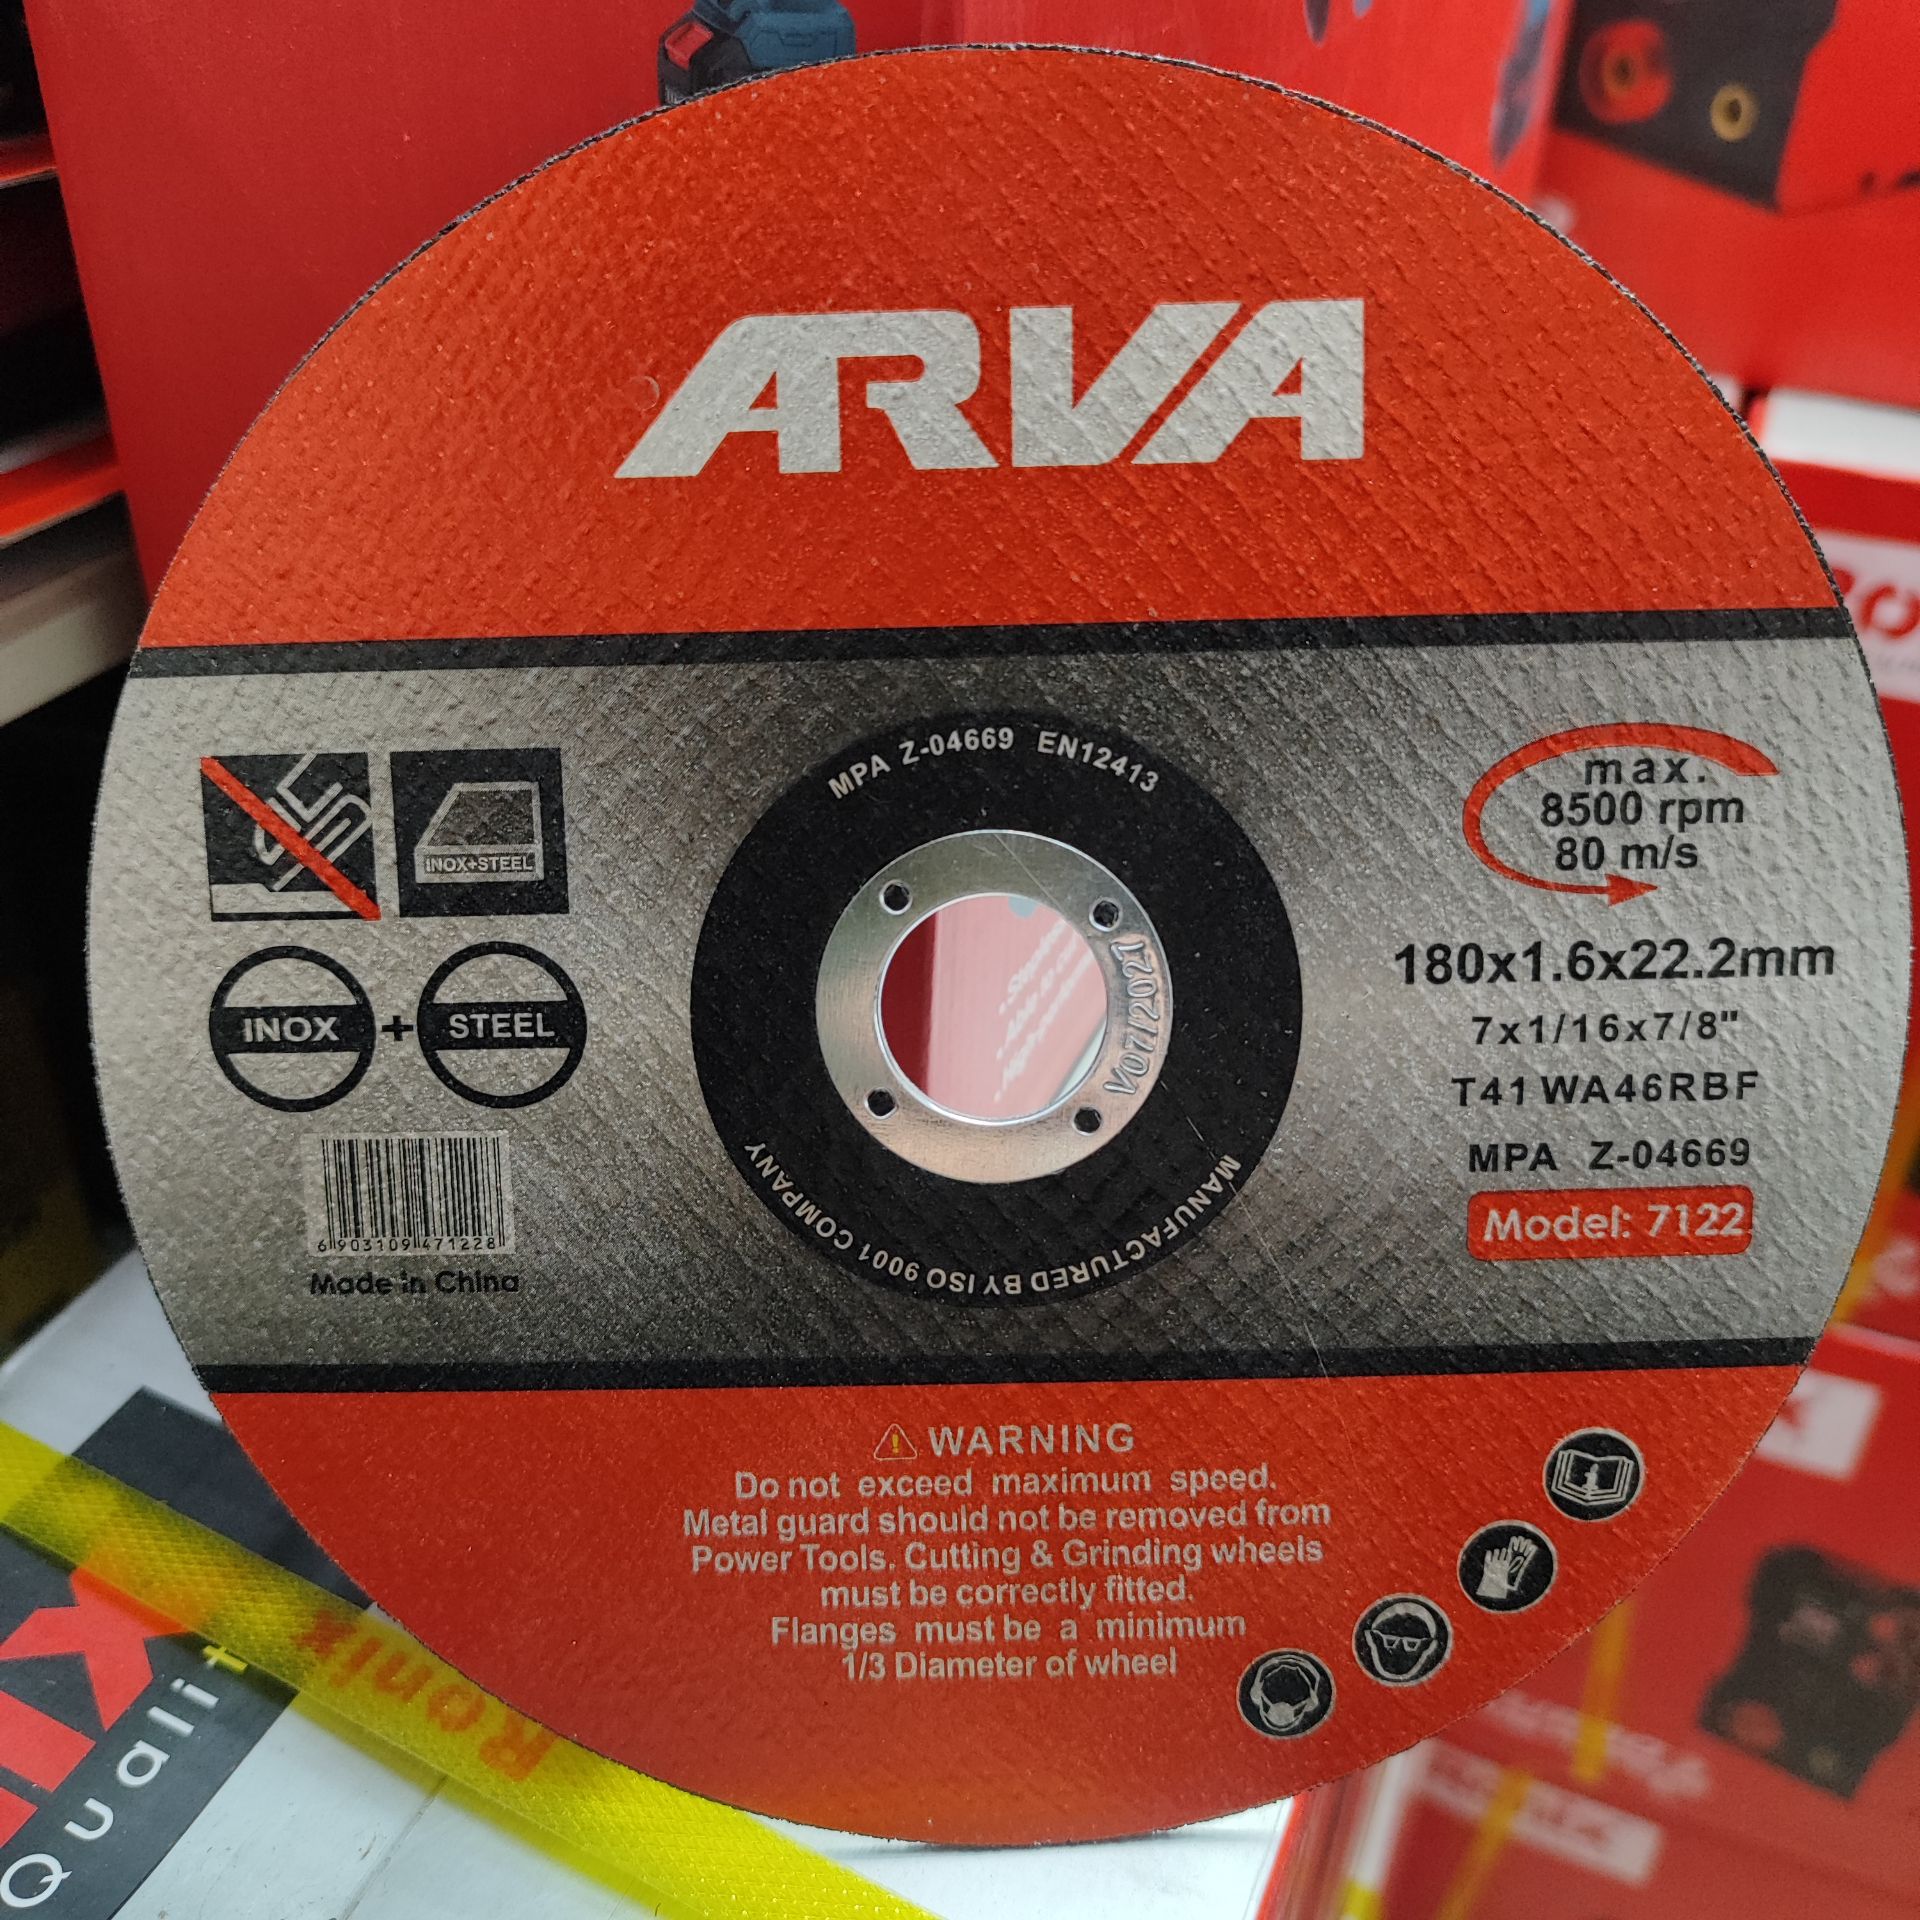 ARVA
MPA Z-04669 EN12413
max.
8500 rpm
80 m/s
INOX+STEEL
180x1.6x22.2mm
INOX + STEEL
7x1/16x7/8"
V07/2021
T41 WA46RBF
MPA Z-04669
Model: 7122
MANUFACTURED BY ISO 9001 COMPANY
6 903109 471228
Made in China
WARNING
Do not exceed maximum speed.
Metal guard should not be removed from
Power Tools. Cutting & Grinding wheels
must be correctly fitted.
Flanges must be a minimum
1/3 Diameter of wheel
Ronix